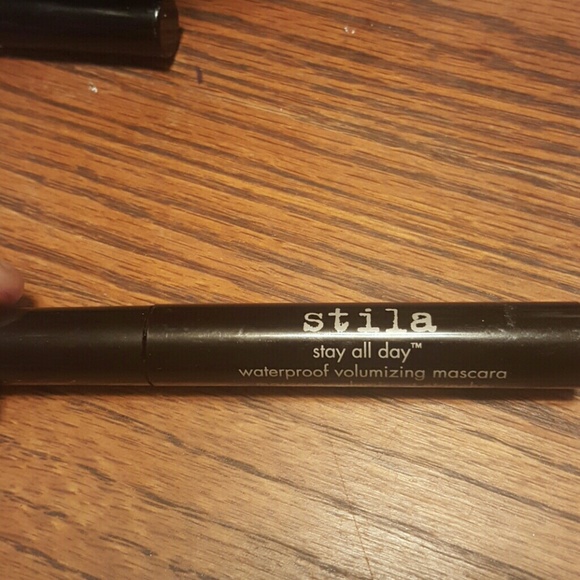 stila
stay all day™
waterproof volumizing mascara